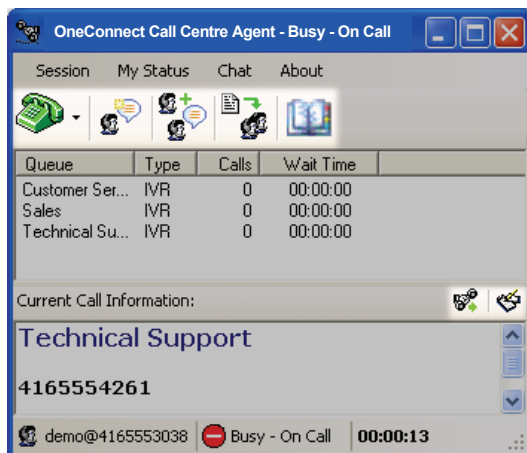 OneConnect Call Centre Agent - Busy - On Call
Session My Status Chat About
Queue Type Calls Wait Time
Customer Ser... IVR 0 00:00:00
Sales IVR 0 00:00:00
Technical Su... IVR 0 00:00:00
Current Call Information:
Technical Support
4165554261
demo@4165553038 Busy - On Call 00:00:13